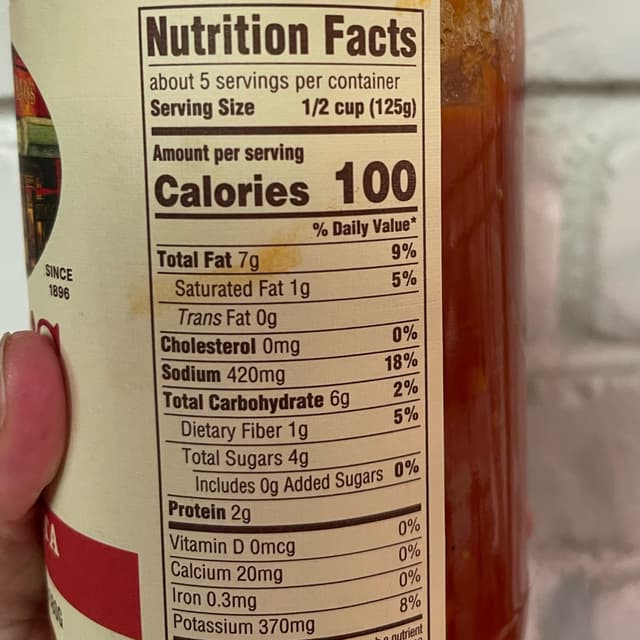 Nutrition Facts
about 5 servings per container
Serving Size 1/2 cup (125g)
Amount per serving
Calories 100
% Daily Value*
Total Fat 7g 9%
Saturated Fat 1g 5%
Trans Fat 0g
Cholesterol 0mg 0%
Sodium 420mg 18%
Total Carbohydrate 6g 2%
Dietary Fiber 1g 5%
Total Sugars 4g
Includes 0g Added Sugars 0%
Protein 2g
Vitamin D 0mcg 0%
Calcium 20mg 0%
Iron 0.3mg 0%
Potassium 370mg 8%
a nutrient
SINCE
1896